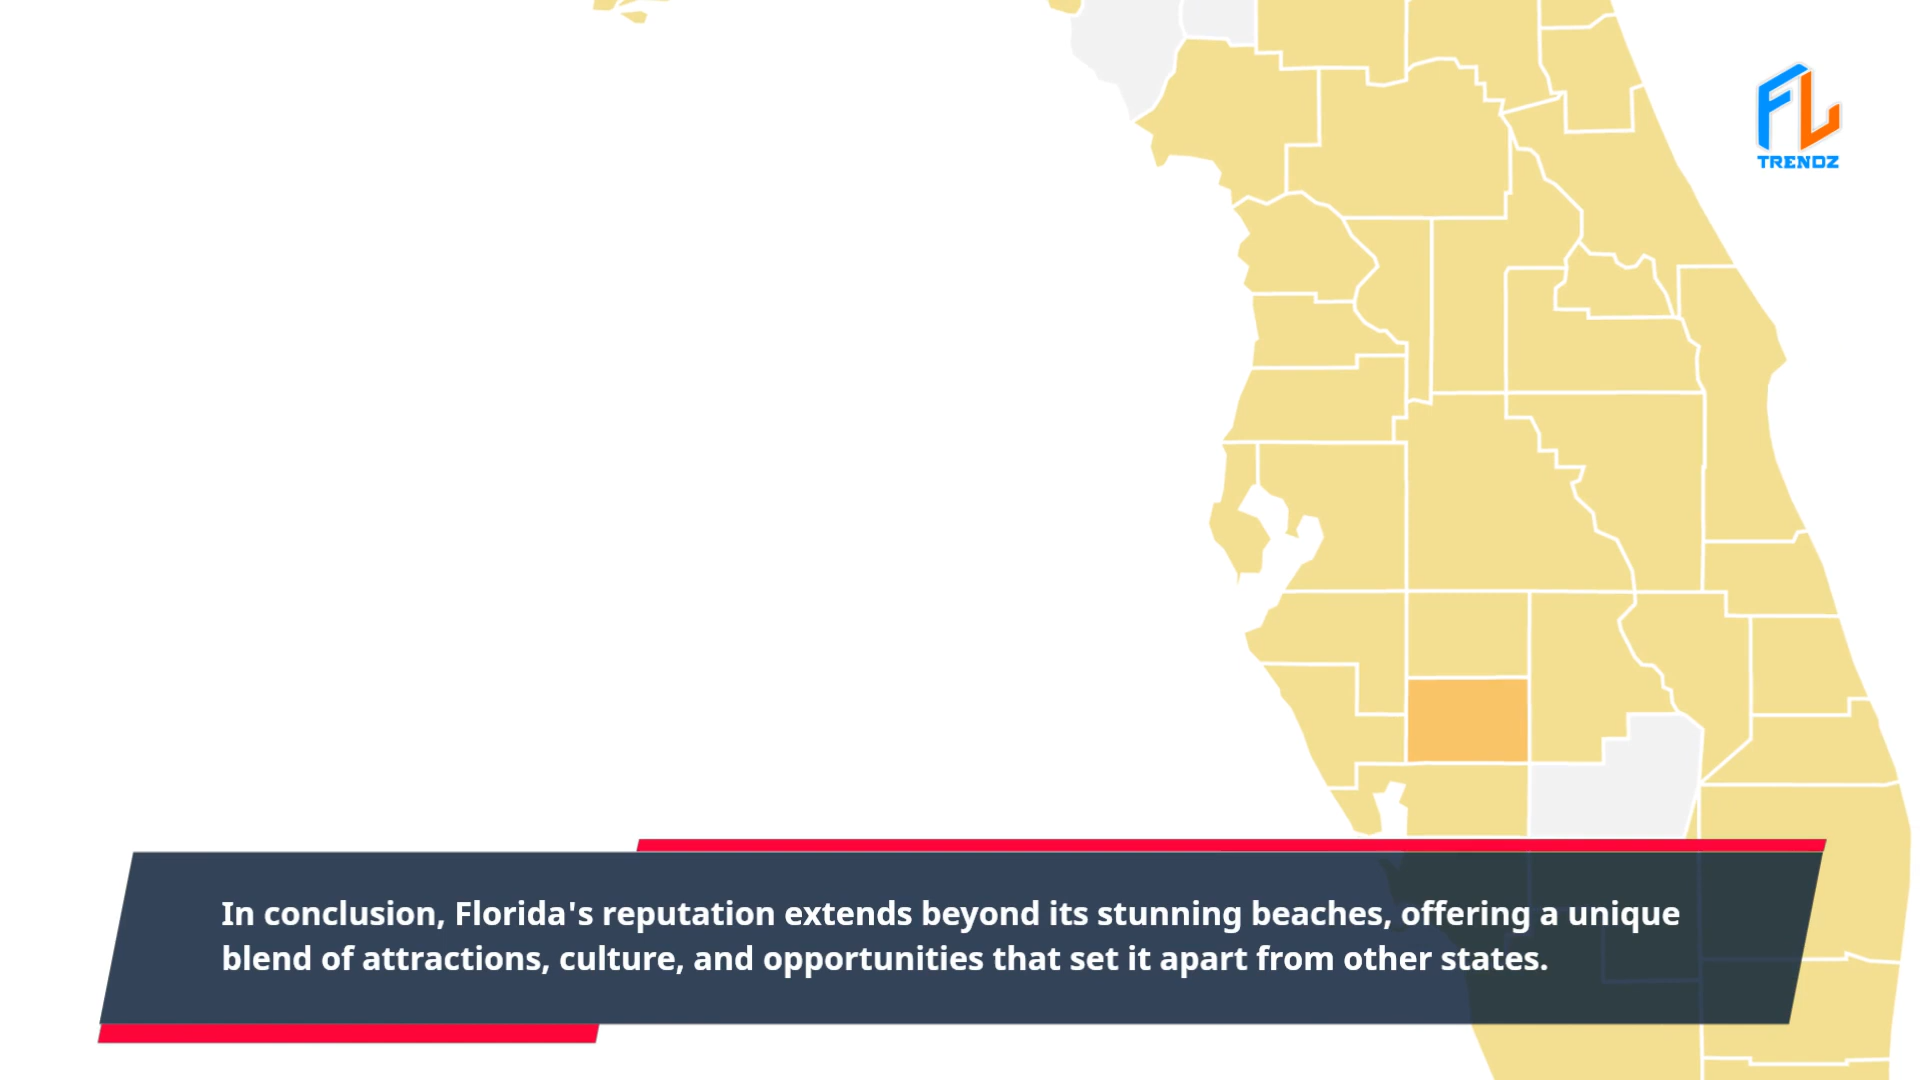 FL
TRENDZ
In conclusion, Florida's reputation extends beyond its stunning beaches, offering a unique
blend of attractions, culture, and opportunities that set it apart from other states.